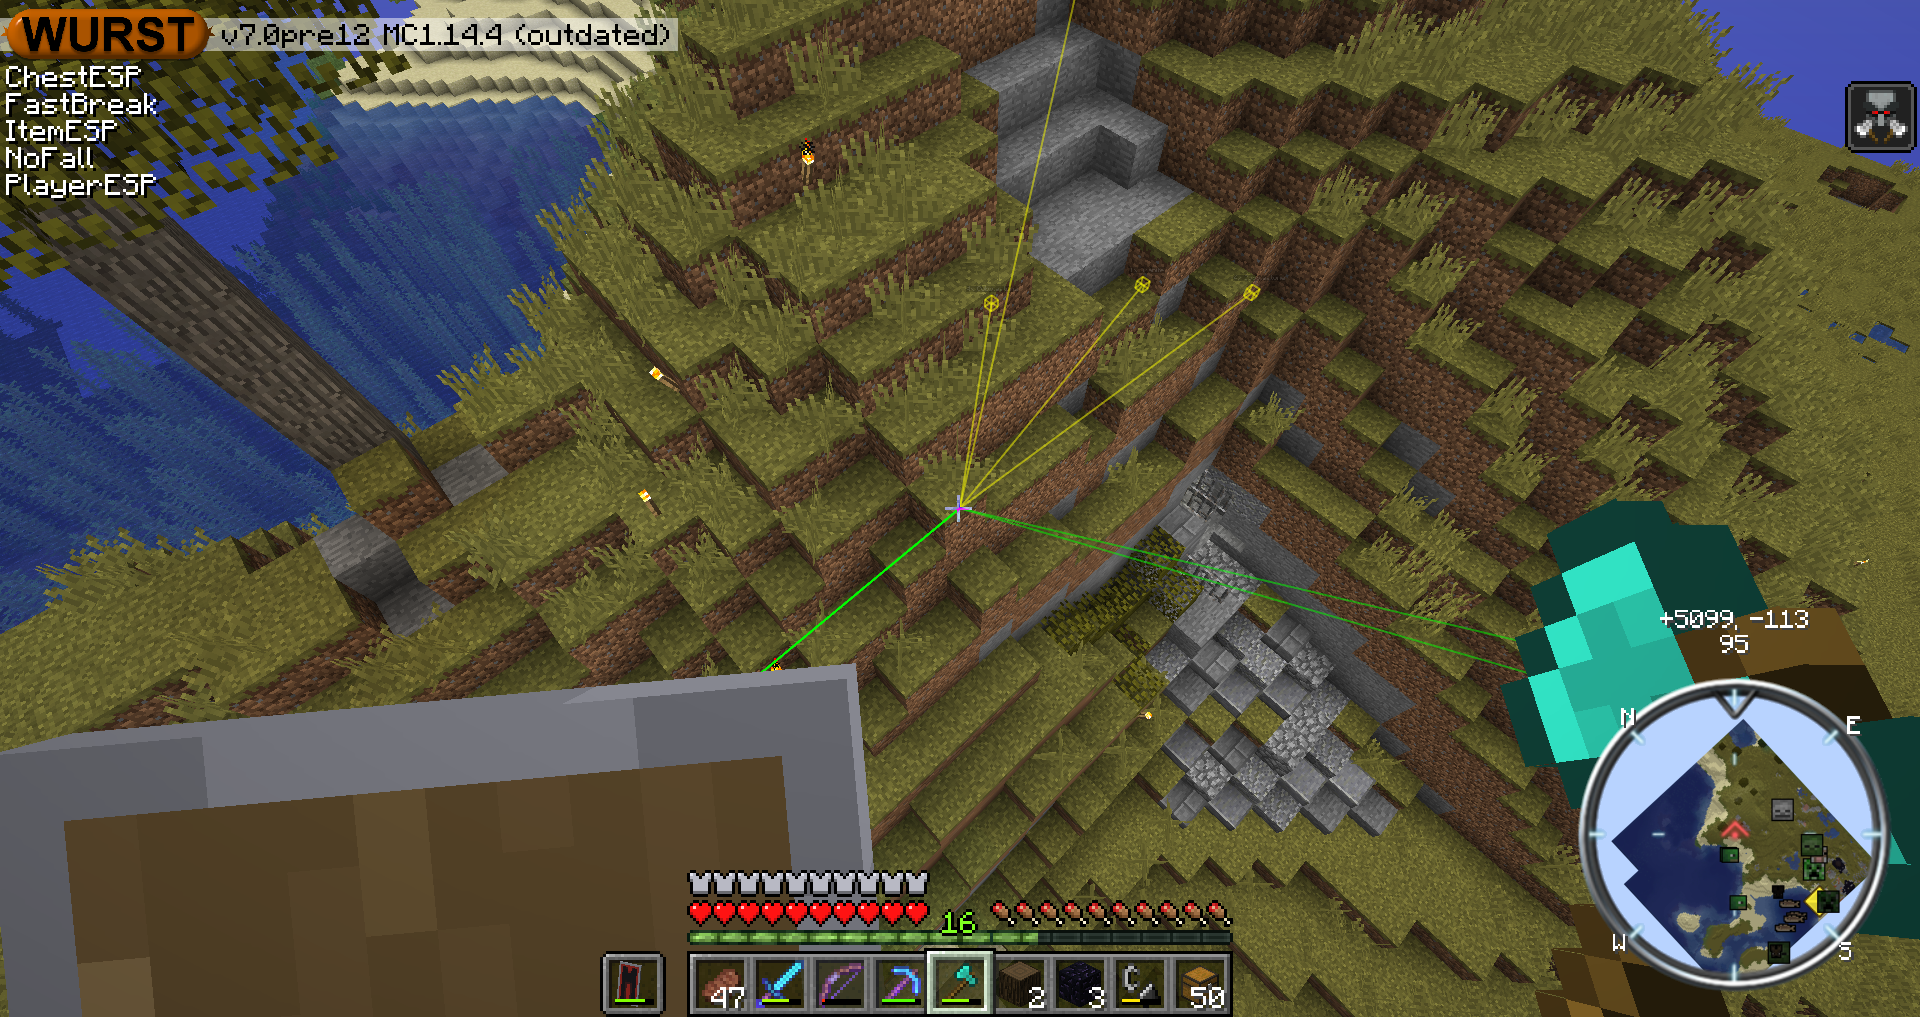 WURST v7.0pre12 MC1.14.4 (outdated)
ChestESP
FastBreak
ItemESP
NoFall
PlayerESP
+5099, -113
95
N
E
W
S
16
47
2
3
50